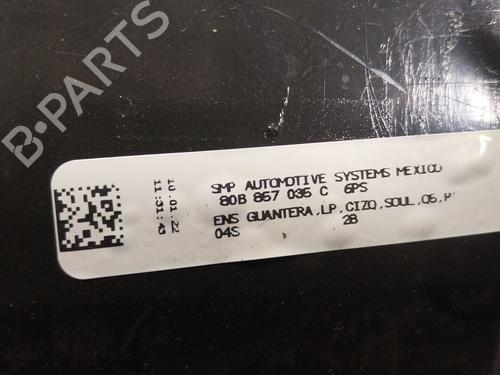 B-PARTS
10.01.22
11:31:43
SMP AUTOMOTIVE SYSTEMS MEXICO
80B 857 035 C 6PS
ENS GUANTERA,LP,CIZQ,SOUL,Q5,P
04S 28